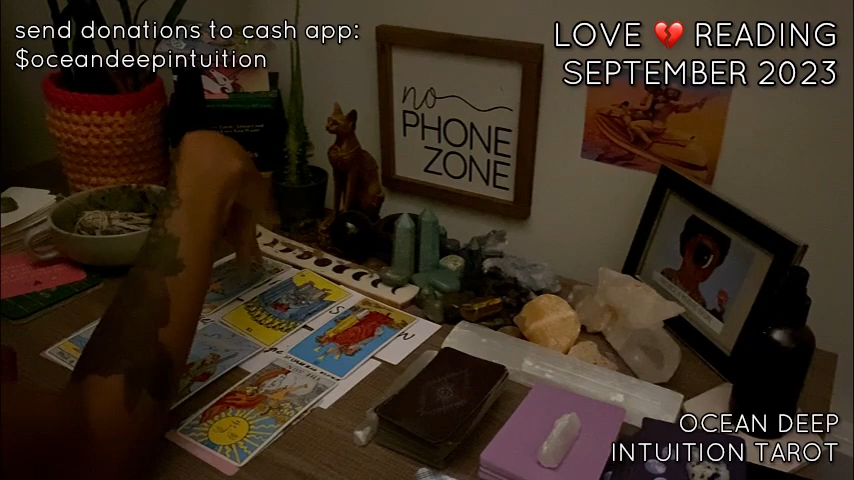 send donations to cash app:
$oceandeepintuition
LOVE 💔 READING
SEPTEMBER 2023
no
PHONE
ZONE
OCEAN DEEP
INTUITION TAROT